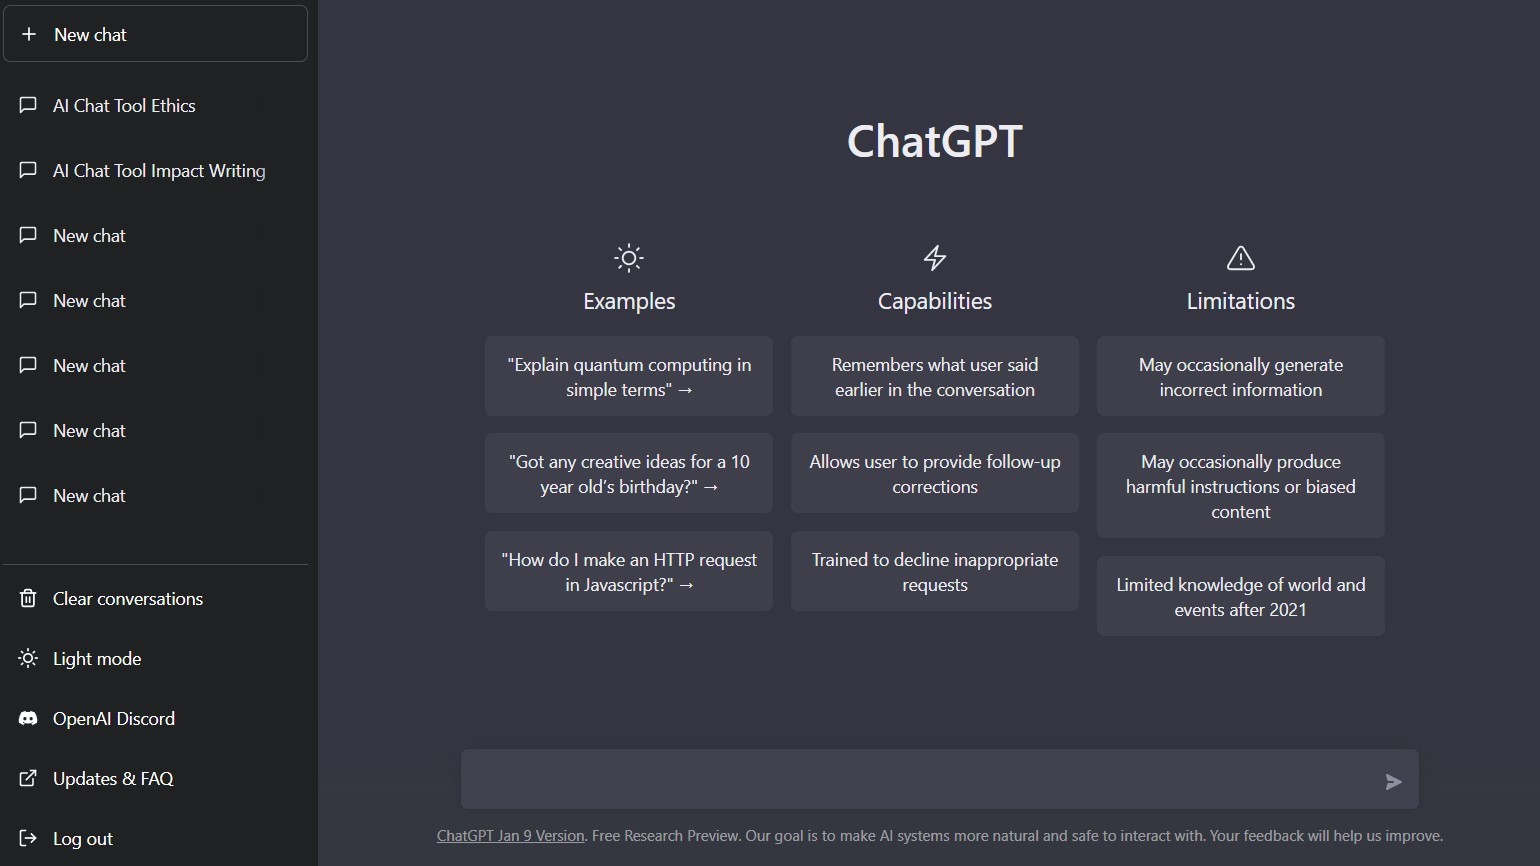 New chat
AI Chat Tool Ethics
AI Chat Tool Impact Writing
New chat
New chat
New chat
New chat
New chat
Clear conversations
Light mode
OpenAI Discord
Updates & FAQ
Log out
ChatGPT
Examples
"Explain quantum computing in
simple terms" →
"Got any creative ideas for a 10
year old’s birthday?" →
"How do I make an HTTP request
in Javascript?" →
Capabilities
Remembers what user said
earlier in the conversation
Allows user to provide follow-up
corrections
Trained to decline inappropriate
requests
Limitations
May occasionally generate
incorrect information
May occasionally produce
harmful instructions or biased
content
Limited knowledge of world and
events after 2021
ChatGPT Jan 9 Version. Free Research Preview. Our goal is to make AI systems more natural and safe to interact with. Your feedback will help us improve.